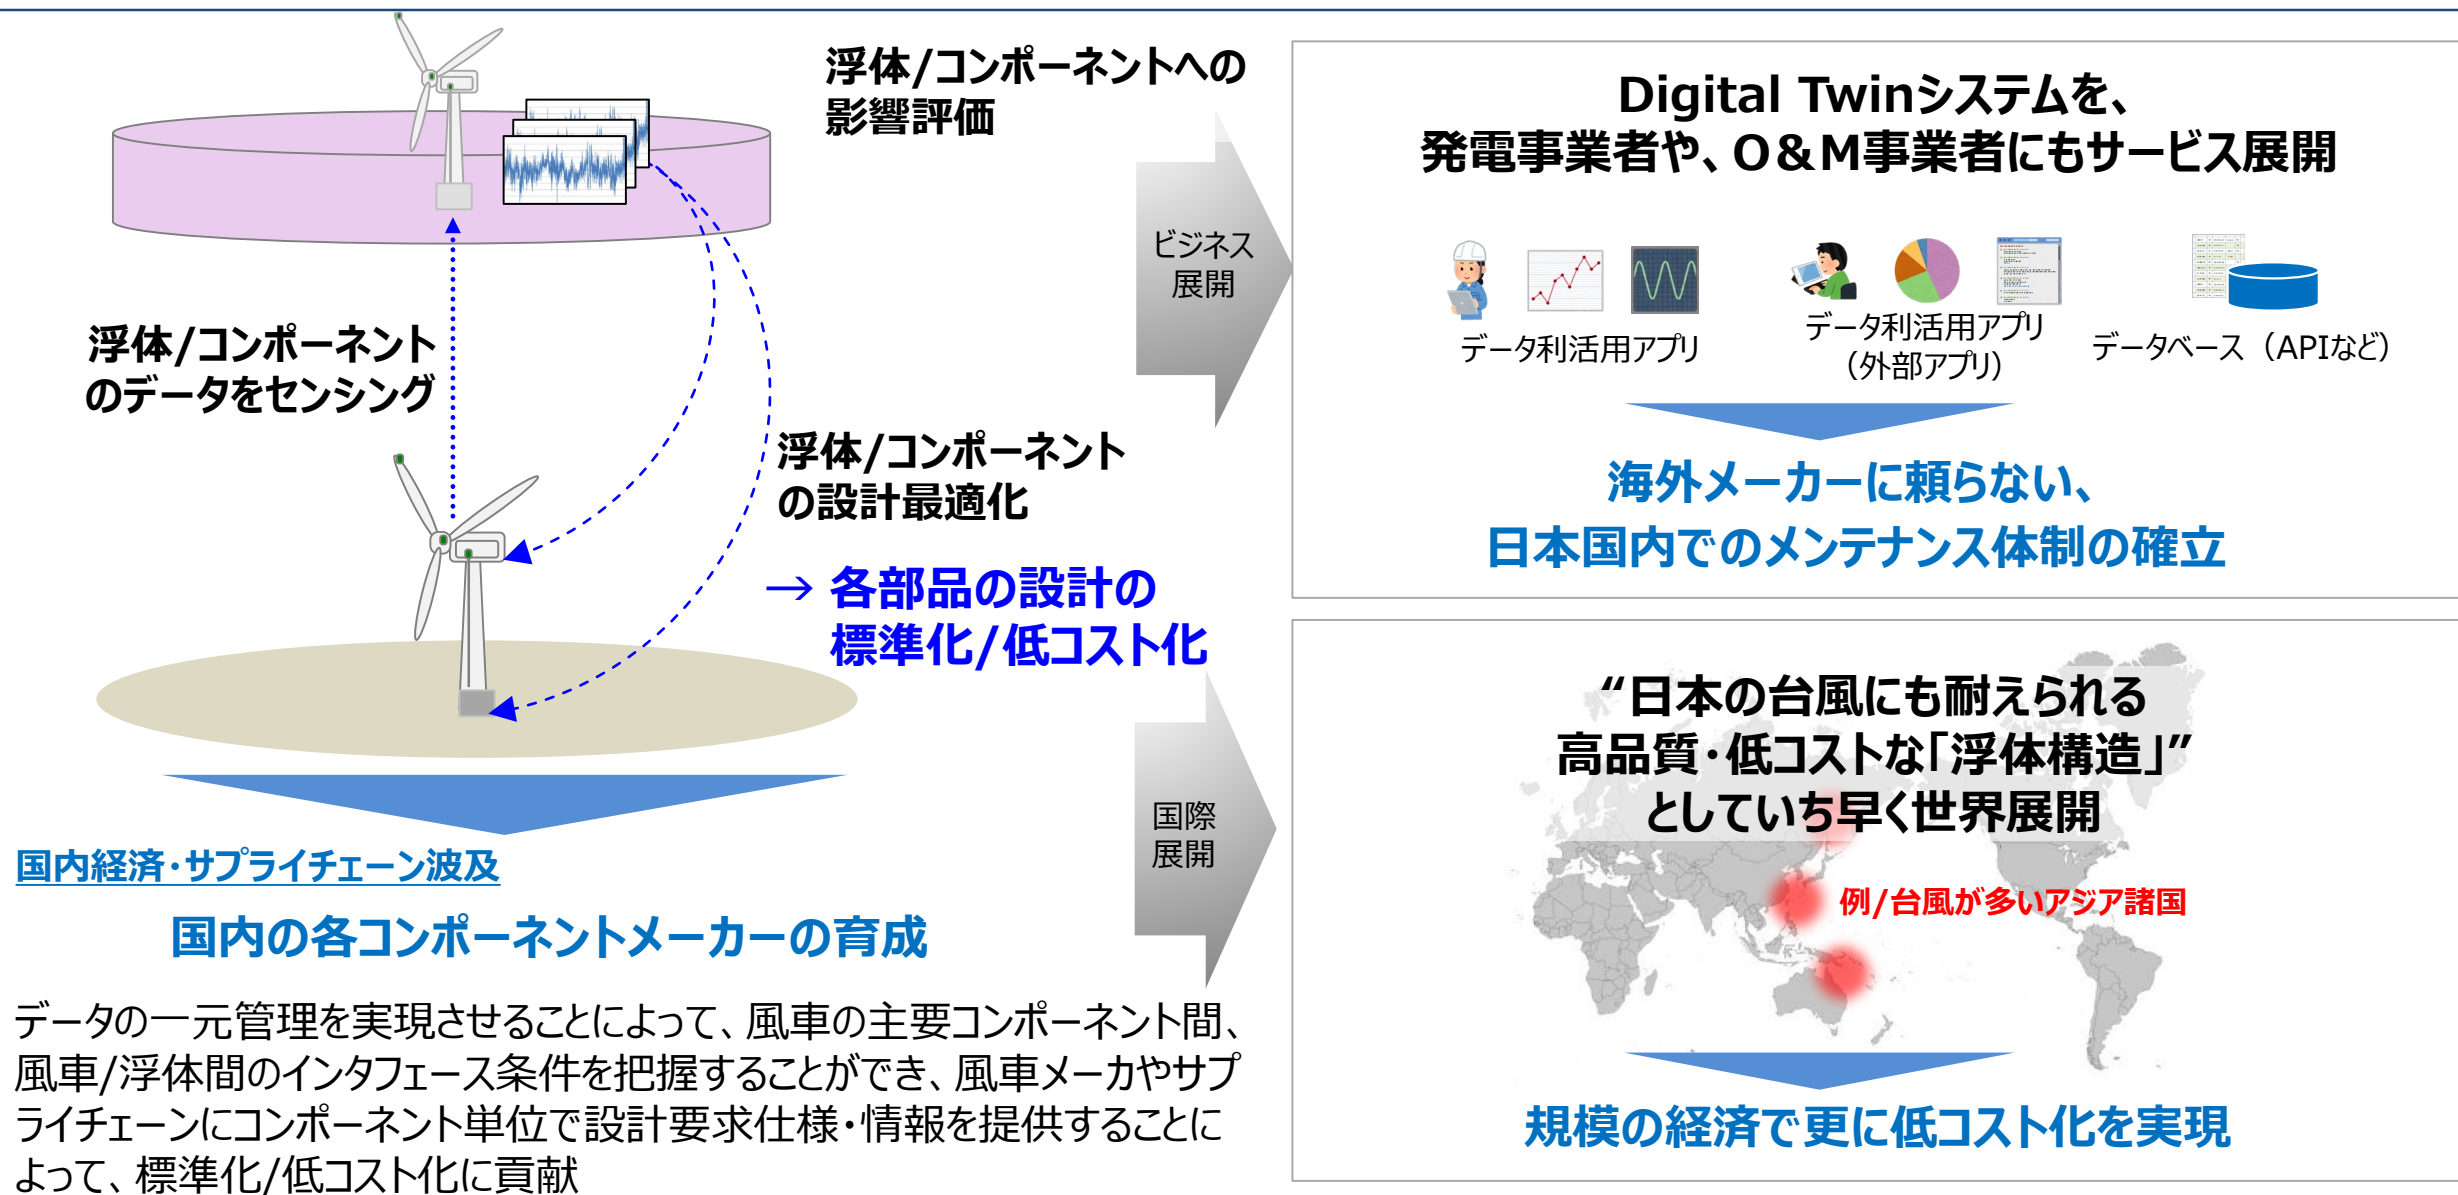 浮体/コンポーネントへの
影響評価
浮体/コンポーネント
のデータをセンシング
浮体/コンポーネント
の設計最適化
→ 各部品の設計の
標準化/低コスト化
国内経済・サプライチェーン波及
国内の各コンポーネントメーカーの育成
データの一元管理を実現させることによって、風車の主要コンポーネント間、
風車/浮体間のインタフェース条件を把握することができ、風車メーカやサプ
ライチェーンにコンポーネント単位で設計要求仕様・情報を提供することに
よって、標準化/低コスト化に貢献
ビジネス
展開
Digital Twinシステムを、
発電事業者や、O&M事業者にもサービス展開
データ利活用アプリ
データ利活用アプリ
（外部アプリ）
データベース（APIなど）
海外メーカーに頼らない、
日本国内でのメンテナンス体制の確立
国際
展開
“日本の台風にも耐えられる
高品質・低コストな「浮体構造」”
としていち早く世界展開
例/台風が多いアジア諸国
規模の経済で更に低コスト化を実現